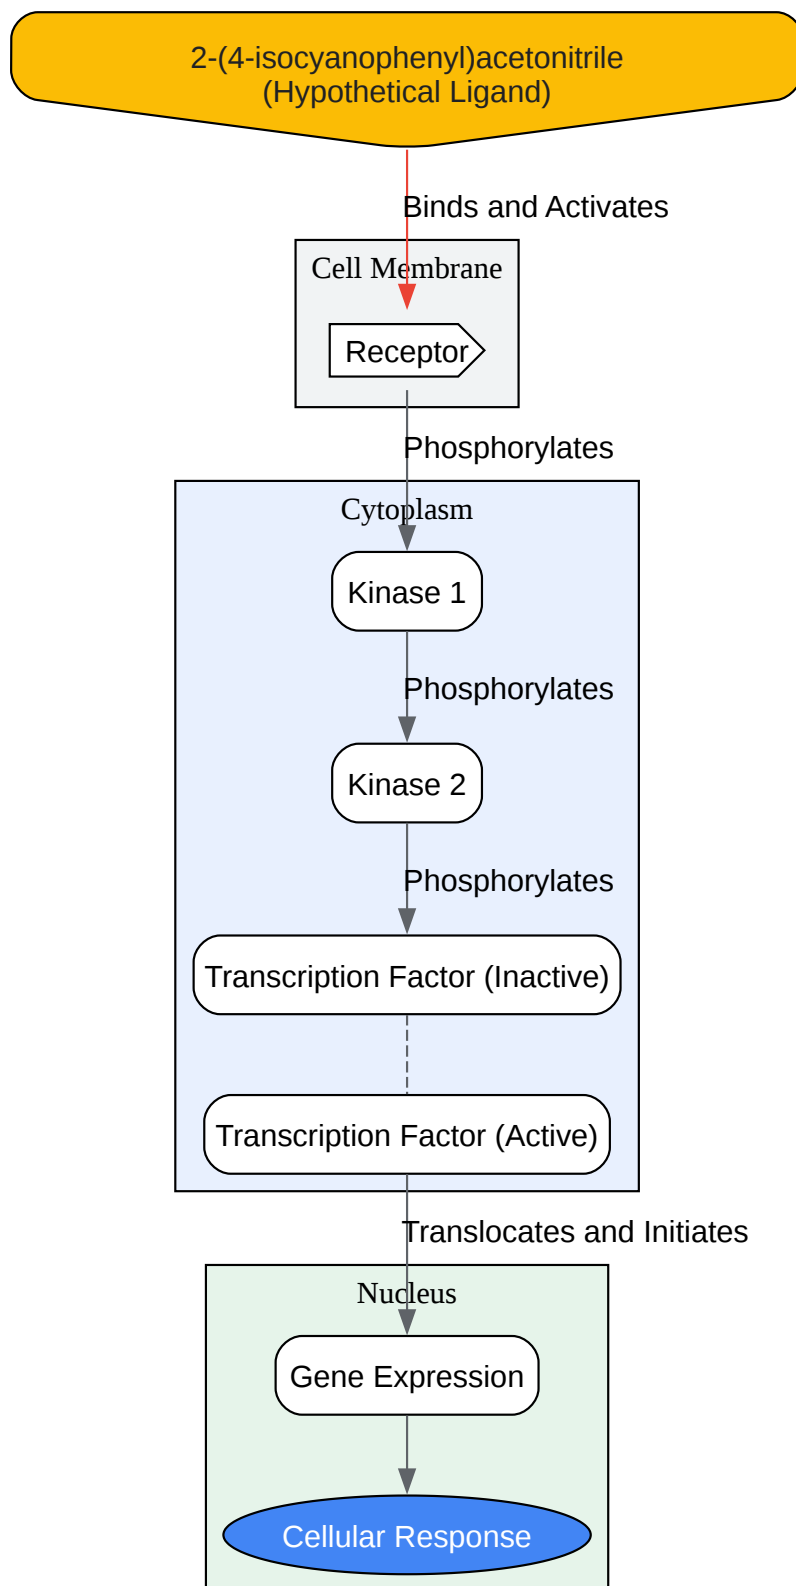 2-(4-isocyanophenyl)acetonitrile
(Hypothetical Ligand)
Binds and Activates
Cell Membrane
Receptor
Phosphorylates
Cytoplasm
Kinase 1
Phosphorylates
Kinase 2
Phosphorylates
Transcription Factor (Inactive)
Transcription Factor (Active)
Translocates and Initiates
Nucleus
Gene Expression
Cellular Response